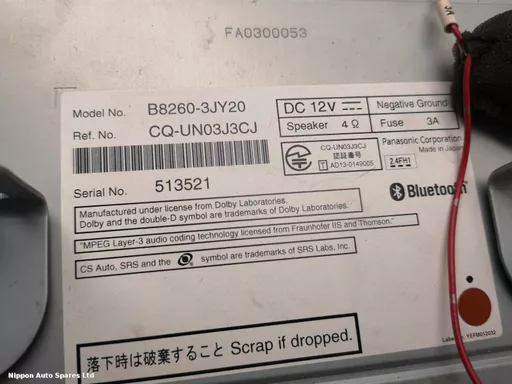 FA0300053
Model No. B8260-3JY20
Ref. No. CQ-UN03J3CJ
Serial No. 513521
DC 12V Negative Ground
Speaker 4 Ω Fuse 3A
CQ-UN03J3CJ
認証番号
T AD13-0149005
Panasonic Corporation
Made in Japan
2.4FH1
Bluetooth
Manufactured under license from Dolby Laboratories.
Dolby and the double-D symbol are trademarks of Dolby Laboratories.
"MPEG Layer-3 audio coding technology licensed from Fraunhofer IIS and Thomson."
CS Auto, SRS and the symbol are trademark of SRS Labs, Inc.
落下時は破棄すること Scrap if dropped.
Nippon Auto Spares Ltd